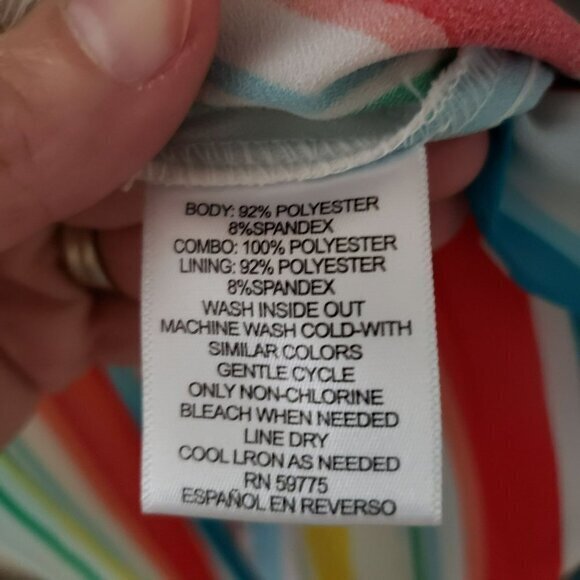 BODY: 92% POLYESTER
8%SPANDEX
COMBO: 100% POLYESTER
LINING: 92% POLYESTER
8%SPANDEX
WASH INSIDE OUT
MACHINE WASH COLD-WITH
SIMILAR COLORS
GENTLE CYCLE
ONLY NON-CHLORINE
BLEACH WHEN NEEDED
LINE DRY
COOL LRON AS NEEDED
RN 59775
ESPAÑOL EN REVERSO